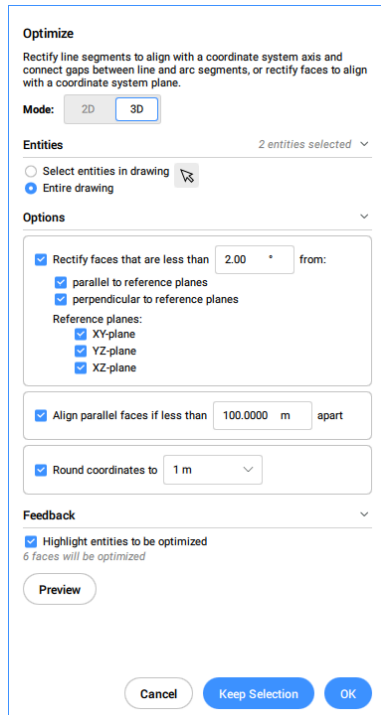 Optimize
Rectify line segments to align with a coordinate system axis and
connect gaps between line and arc segments, or rectify faces to align
with a coordinate system plane.
Mode: 2D 3D
Entities 2 entities selected
Select entities in drawing
Entire drawing
Options
Rectify faces that are less than 2.00 ° from:
parallel to reference planes
perpendicular to reference planes
Reference planes:
XY-plane
YZ-plane
XZ-plane
Align parallel faces if less than 100.0000 m apart
Round coordinates to 1 m
Feedback
Highlight entities to be optimized
6 faces will be optimized
Preview
Cancel Keep Selection OK